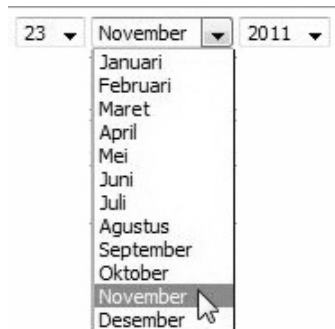 23 November 2011
Januari
Februari
Maret
April
Mei
Juni
Juli
Agustus
September
Oktober
November
Desember